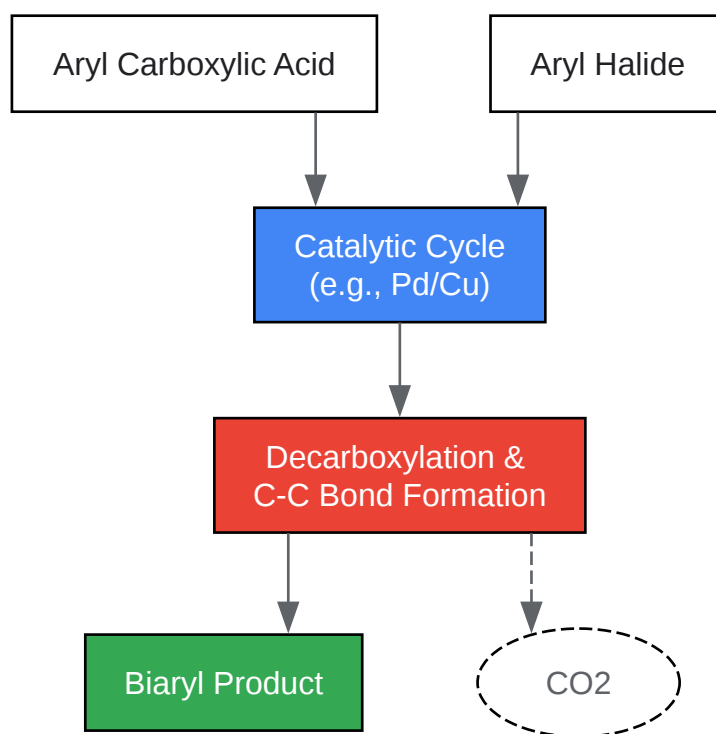 Aryl Carboxylic Acid
Aryl Halide
Catalytic Cycle
(e.g., Pd/Cu)
Decarboxylation &
C-C Bond Formation
Biaryl Product
CO2